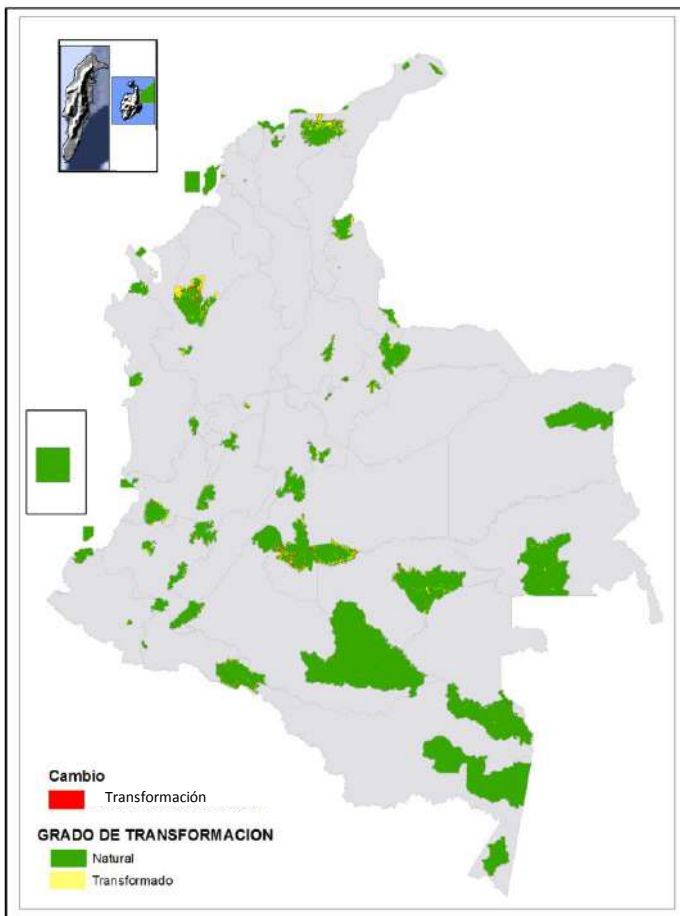 Cambio
Transformación
GRADO DE TRANSFORMACION
Natural
Transformado